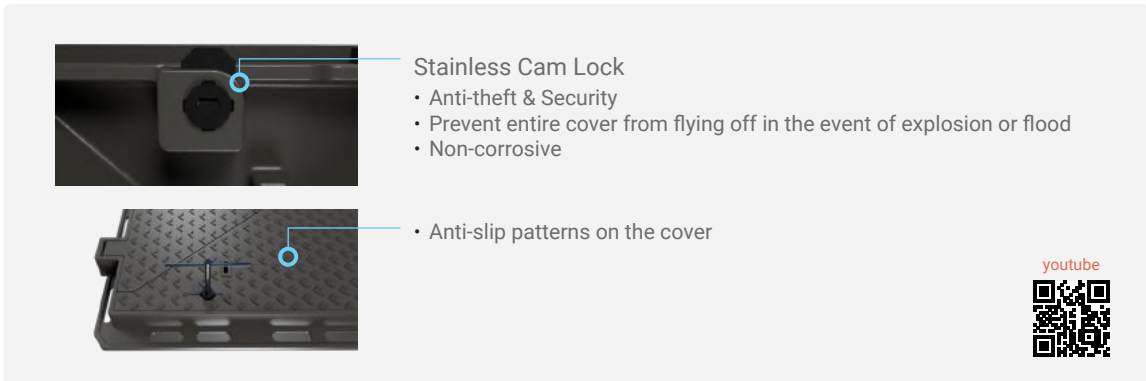 Stainless Cam Lock
• Anti-theft & Security
• Prevent entire cover from flying off in the event of explosion or flood
• Non-corrosive
• Anti-slip patterns on the cover
youtube